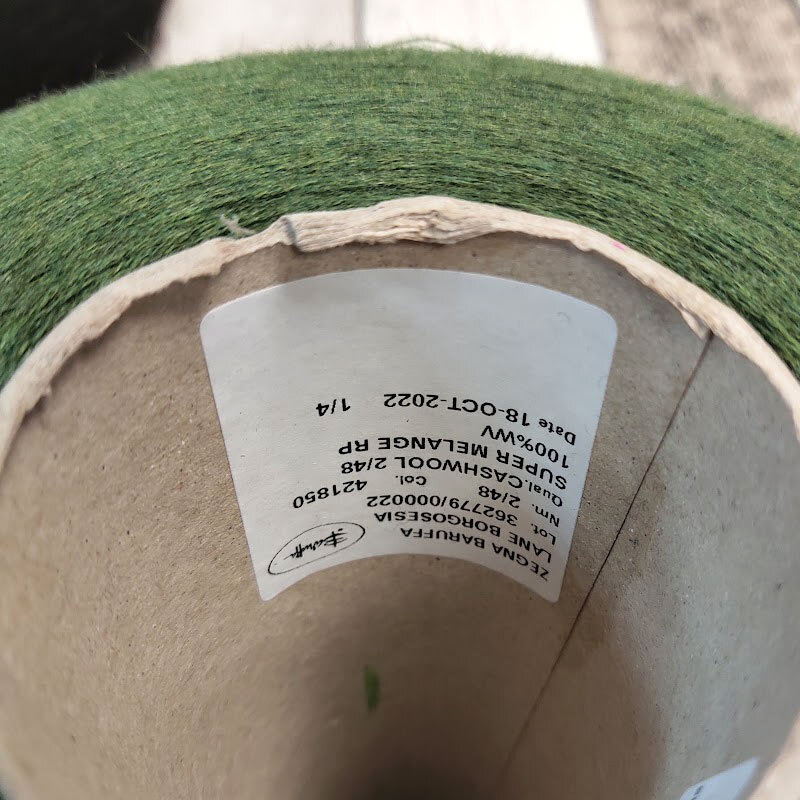 ZEGNA BARUFFA
LANE BORGOSESIA
Baruffa
Lot. 362779/000022
Nm. 2/48 Col. 421850
Qual.CASHWOOL 2/48
SUPER MELANGE RP
100%WV
Date 18-OCT-2022 1/4